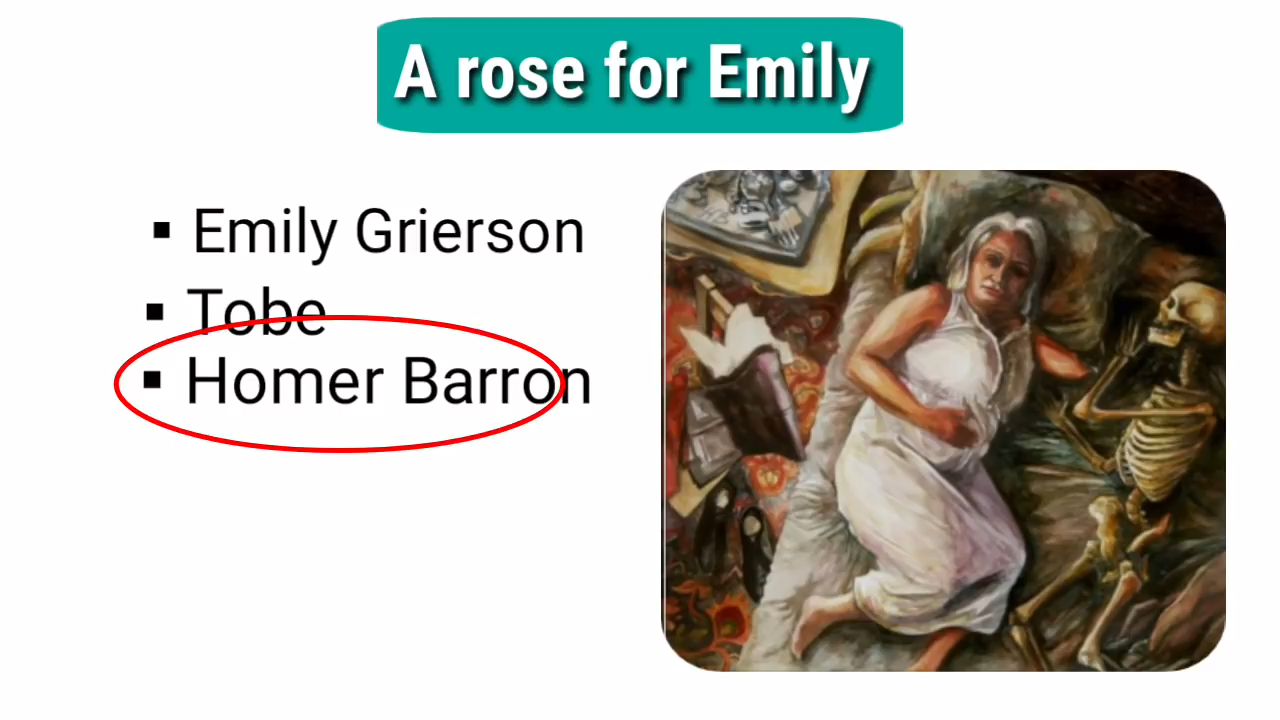 A rose for Emily
▪ Emily Grierson
▪ Tobe
▪ Homer Barron